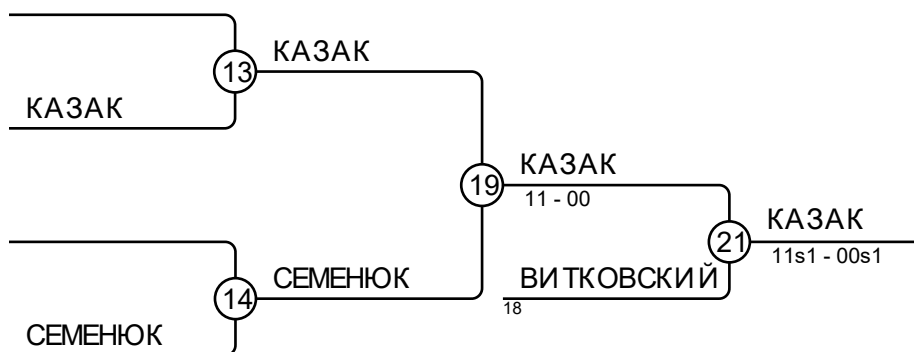 КАЗАК
13
КАЗАК
КАЗАК
19
11 - 00
КАЗАК
21
11s1 - 00s1
СЕМЕНЮК
14
ВИТКОВСКИЙ
18
СЕМЕНЮК